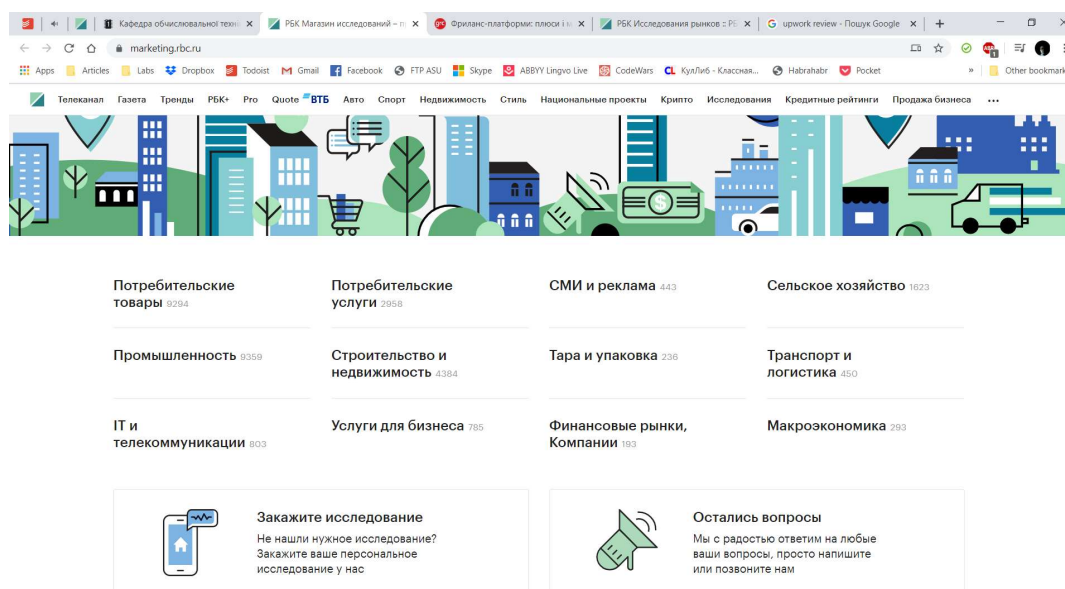 Кафедра обчислювальної техні
РБК Магазин исследований – п
Фриланс-платформи: плюси і м
РБК Исследования рынков :: РБ
upwork review - Пошук Google
marketing.rbc.ru
Apps Articles Labs Dropbox Todoist Gmail Facebook FTP ASU Skype ABBYY Lingvo Live CodeWars КулЛиб - Классная... Habrahabr Pocket » Other bookmark
Телеканал Газета Тренды РБК+ Pro Quote ВТБ Авто Спорт Недвижимость Стиль Национальные проекты Крипто Исследования Кредитные рейтинги Продажа бизнеса ...
Потребительские
товары 9294
Потребительские
услуги 2958
СМИ и реклама 443
Сельское хозяйство 1623
Промышленность 9359
Строительство и
недвижимость 4384
Тара и упаковка 236
Транспорт и
логистика 450
IT и
телекоммуникации 803
Услуги для бизнеса 785
Финансовые рынки,
Компании 193
Макроэкономика 293
Закажите исследование
Не нашли нужное исследование?
Закажите ваше персональное
исследование у нас
Остались вопросы
Мы с радостью ответим на любые
ваши вопросы, просто напишите
или позвоните нам